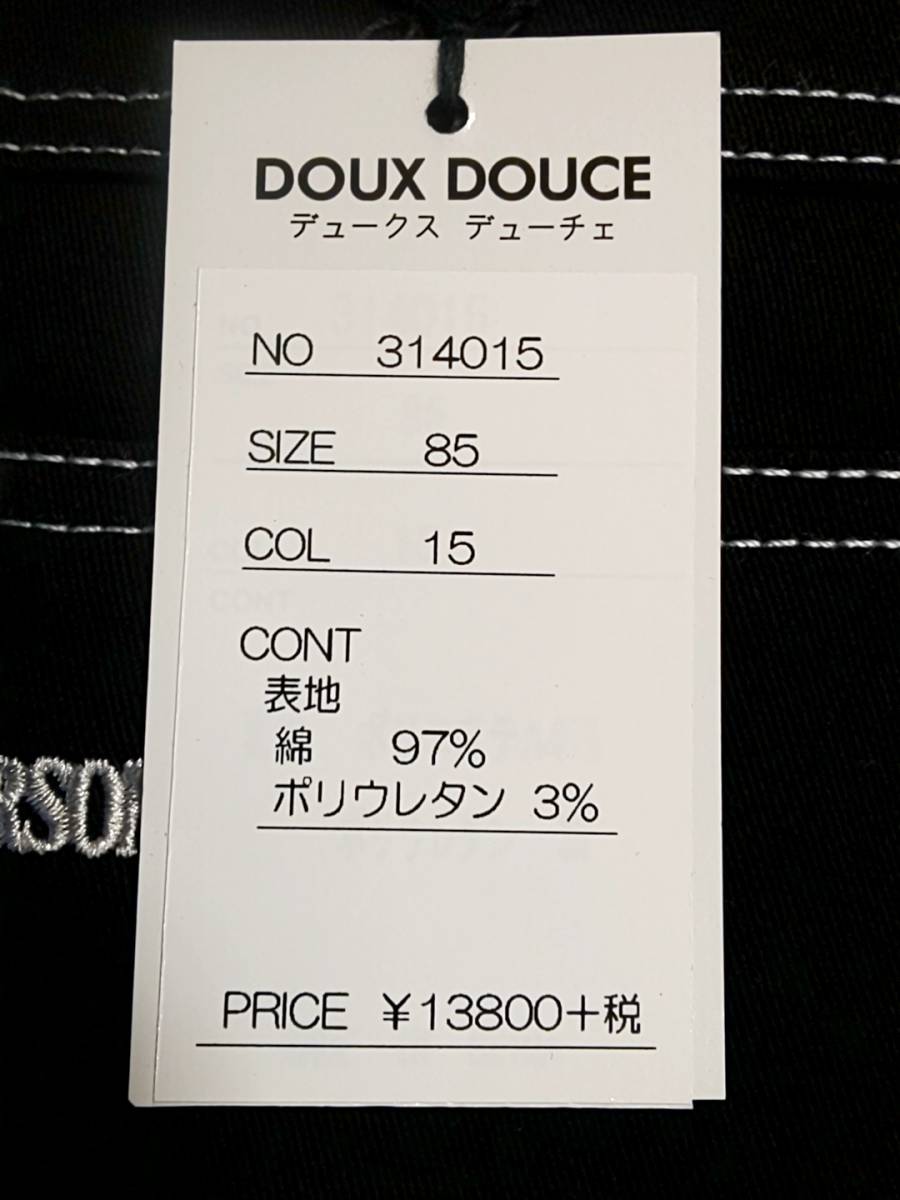 DOUX DOUCE
デュークス デューチェ
NO 314015
SIZE 85
COL 15
CONT
表地
綿 97%
ポリウレタン 3%
RSO
PRICE ¥13800+税